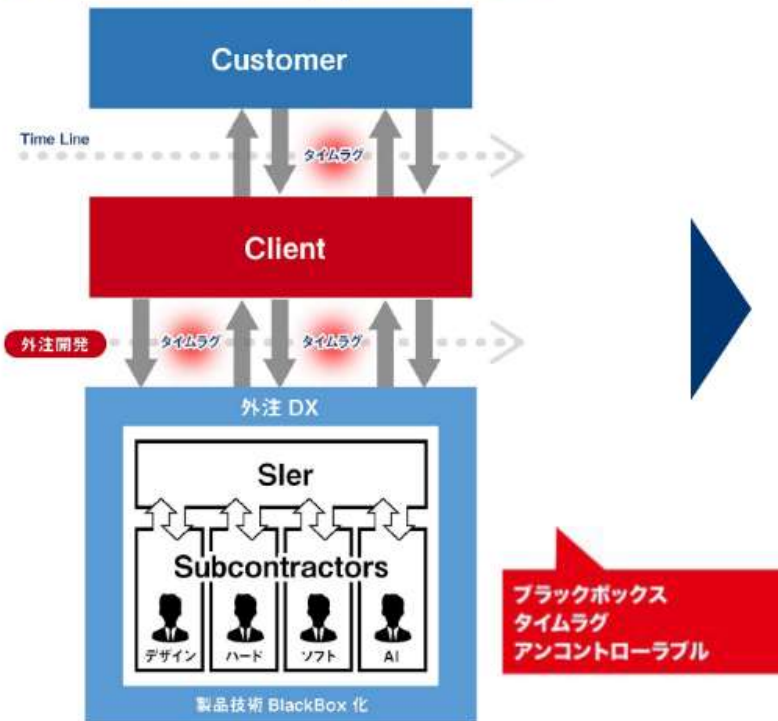 Customer
Time Line
タイムラグ
Client
外注開発
タイムラグ
タイムラグ
外注 DX
SIer
Subcontractors
デザイン
ハード
ソフト
AI
製品技術 BlackBox 化
ブラックボックス
タイムラグ
アンコントローラブル